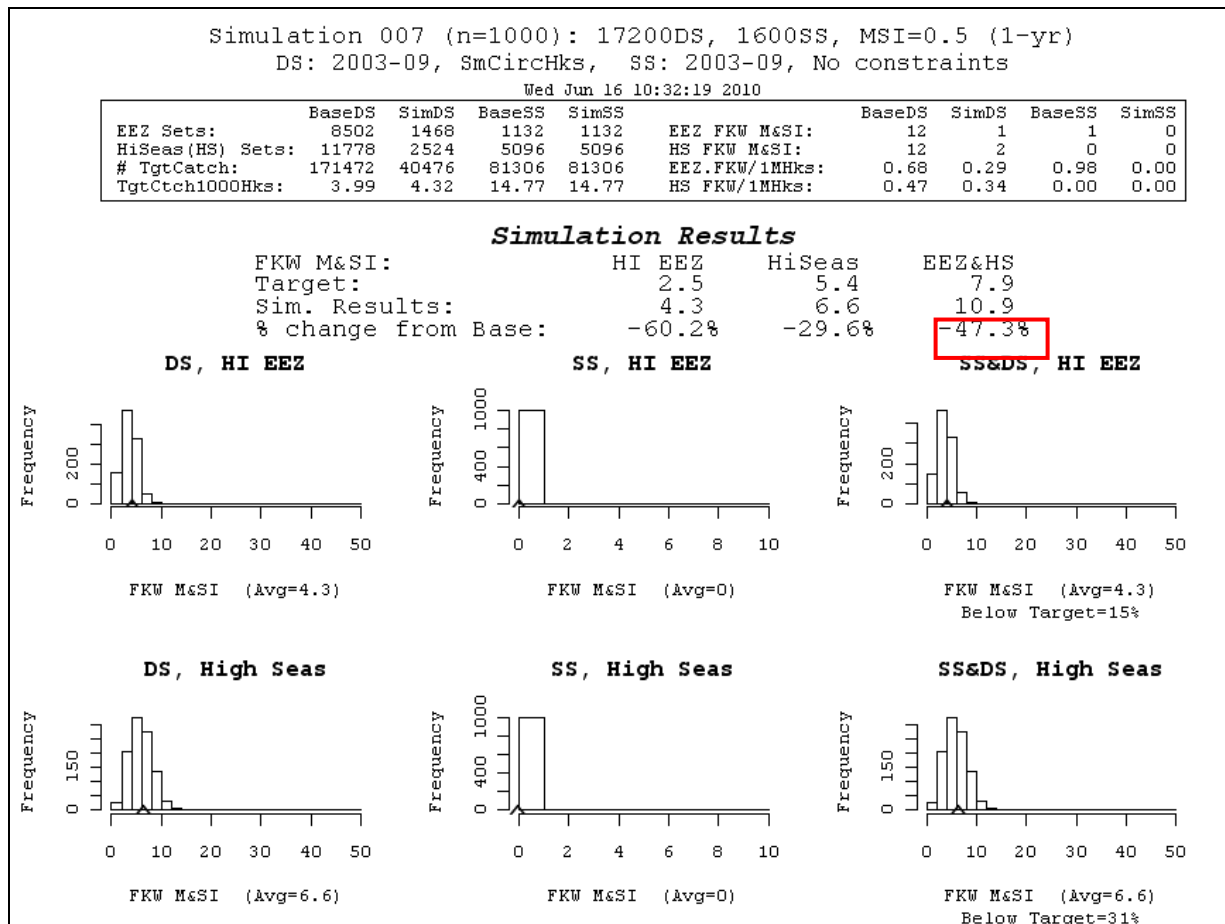 Simulation 007 (n=1000): 17200DS, 1600SS, MSI=0.5 (1-yr)
DS: 2003-09, SmCircHks, SS: 2003-09, No constraints
Wed Jun 16 10:32:19 2010
BaseDS SimDS BaseSS SimSS BaseDS SimDS BaseSS SimSS
EEZ Sets: 8502 1468 1132 1132 EEZ FKW M&SI: 12 1 1 0
HiSeas(HS) Sets: 11778 2524 5096 5096 HS FKW M&SI: 12 2 0 0
# TgtCatch: 171472 40476 81306 81306 EEZ.FKW/1MHks: 0.68 0.29 0.98 0.00
TgtCtch1000Hks: 3.99 4.32 14.77 14.77 HS FKW/1MHks: 0.47 0.34 0.00 0.00
Simulation Results
FKW M&SI: HI EEZ HiSeas EEZ&HS
Target: 2.5 5.4 7.9
Sim. Results: 4.3 6.6 10.9
% change from Base: -60.2% -29.6% -47.3%
DS, HI EEZ SS, HI EEZ SS&DS, HI EEZ
Frequency
0 200
0 10 20 30 40 50
FKW M&SI (Avg=4.3)
Frequency
0 400 1000
0 2 4 6 8 10
FKW M&SI (Avg=0)
Frequency
0 200
0 10 20 30 40 50
FKW M&SI (Avg=4.3)
Below Target=15%
DS, High Seas SS, High Seas SS&DS, High Seas
Frequency
0 150
0 10 20 30 40 50
FKW M&SI (Avg=6.6)
Frequency
0 400 1000
0 2 4 6 8 10
FKW M&SI (Avg=0)
Frequency
0 150
0 10 20 30 40 50
FKW M&SI (Avg=6.6)
Below Target=31%